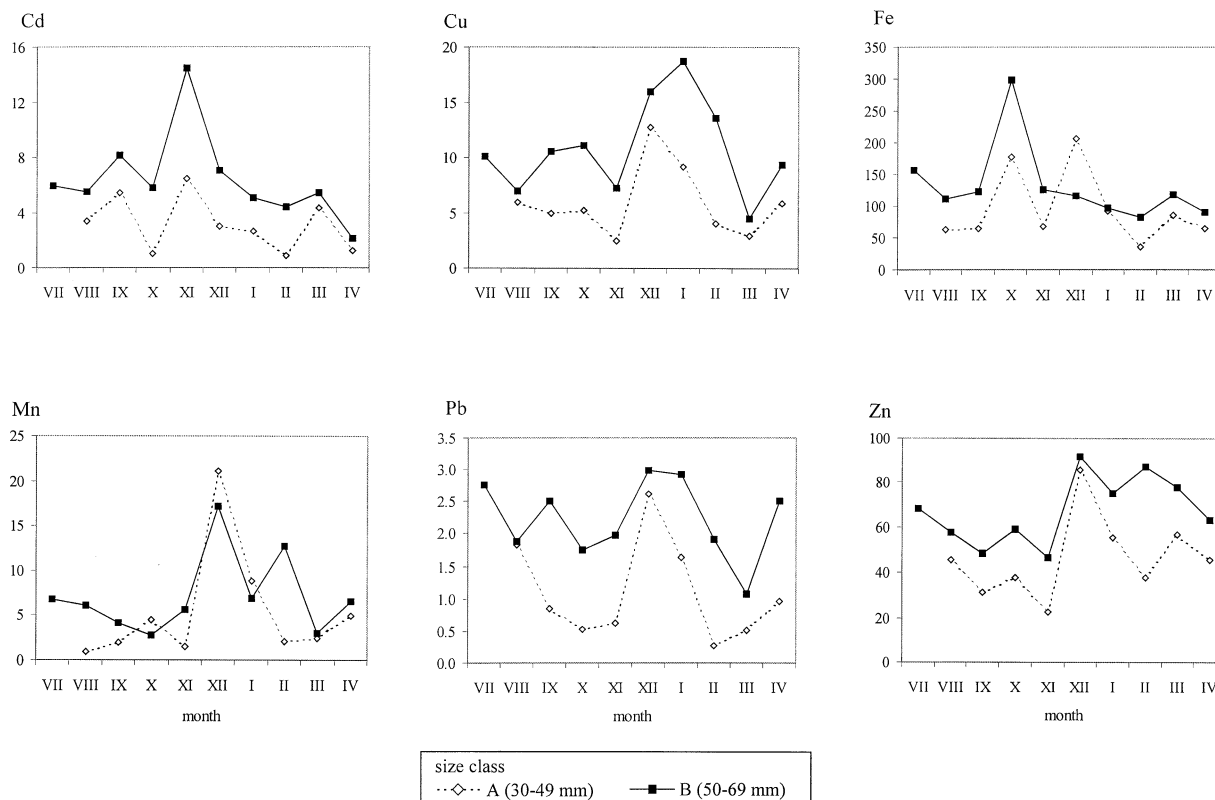 Cd
16
12
8
4
0
VII VIII IX X XI XII I II III IV
Cu
20
15
10
5
0
VII VIII IX X XI XII I II III IV
Fe
350
300
250
200
150
100
50
0
VII VIII IX X XI XII I II III IV
Mn
25
20
15
10
5
0
VII VIII IX X XI XII I II III IV
month
Pb
3.5
3.0
2.5
2.0
1.5
1.0
0.5
0.0
VII VIII IX X XI XII I II III IV
month
Zn
100
80
60
40
20
0
VII VIII IX X XI XII I II III IV
month
size class
A (30-49 mm) B (50-69 mm)